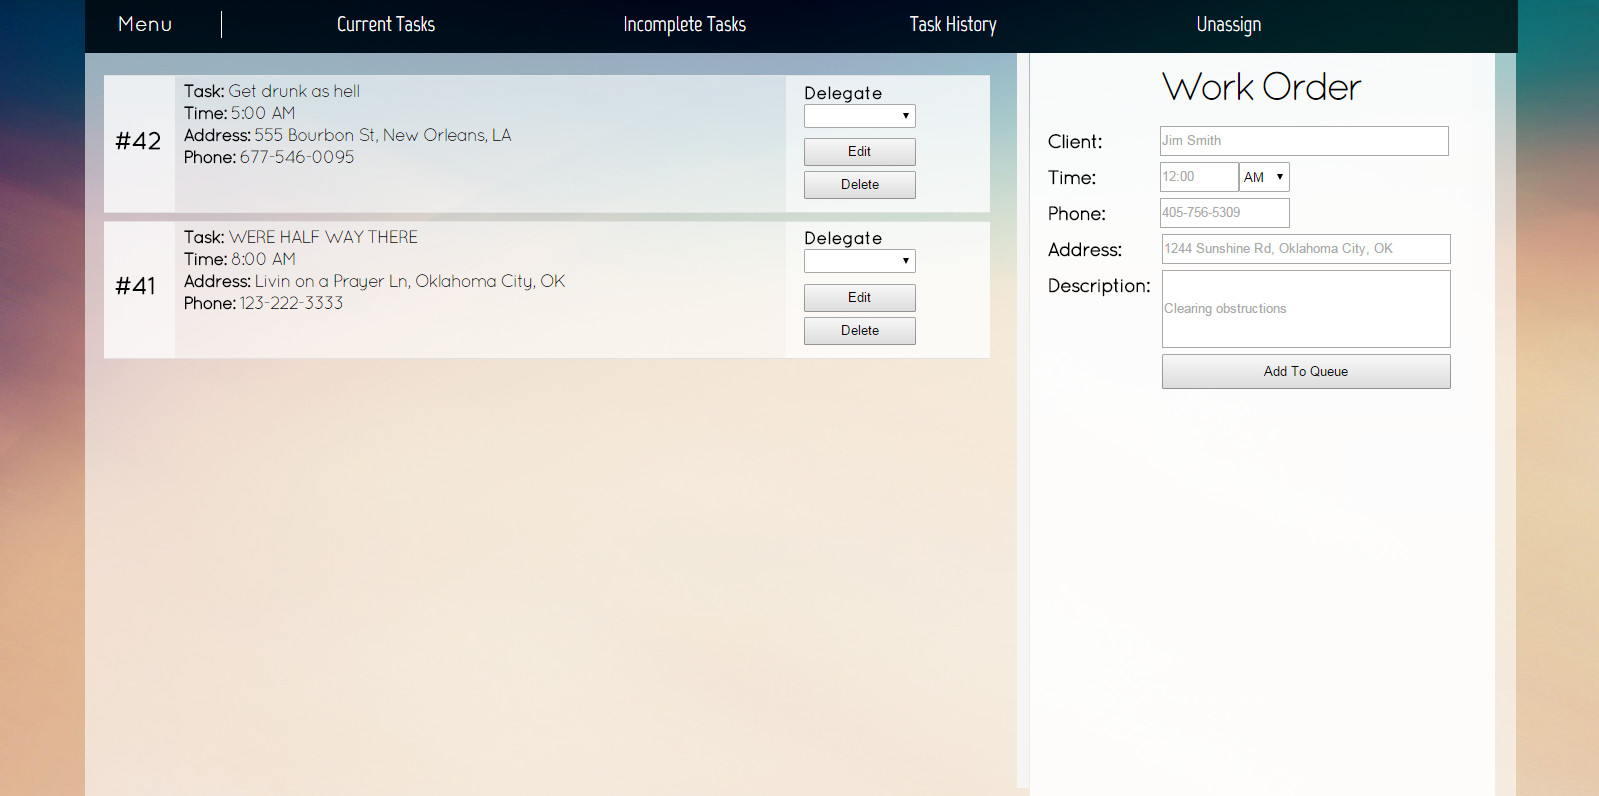 Menu
Current Tasks
Incomplete Tasks
Task History
Unassign
#42
Task: Get drunk as hell
Time: 5:00 AM
Address: 555 Bourbon St, New Orleans, LA
Phone: 677-546-0095
Delegate
Edit
Delete
#41
Task: WERE HALF WAY THERE
Time: 8:00 AM
Address: Livin on a Prayer Ln, Oklahoma City, OK
Phone: 123-222-3333
Delegate
Edit
Delete
Work Order
Client: Jim Smith
Time: 12:00 AM
Phone: 405-756-5309
Address: 1244 Sunshine Rd, Oklahoma City, OK
Description: Clearing obstructions
Add To Queue